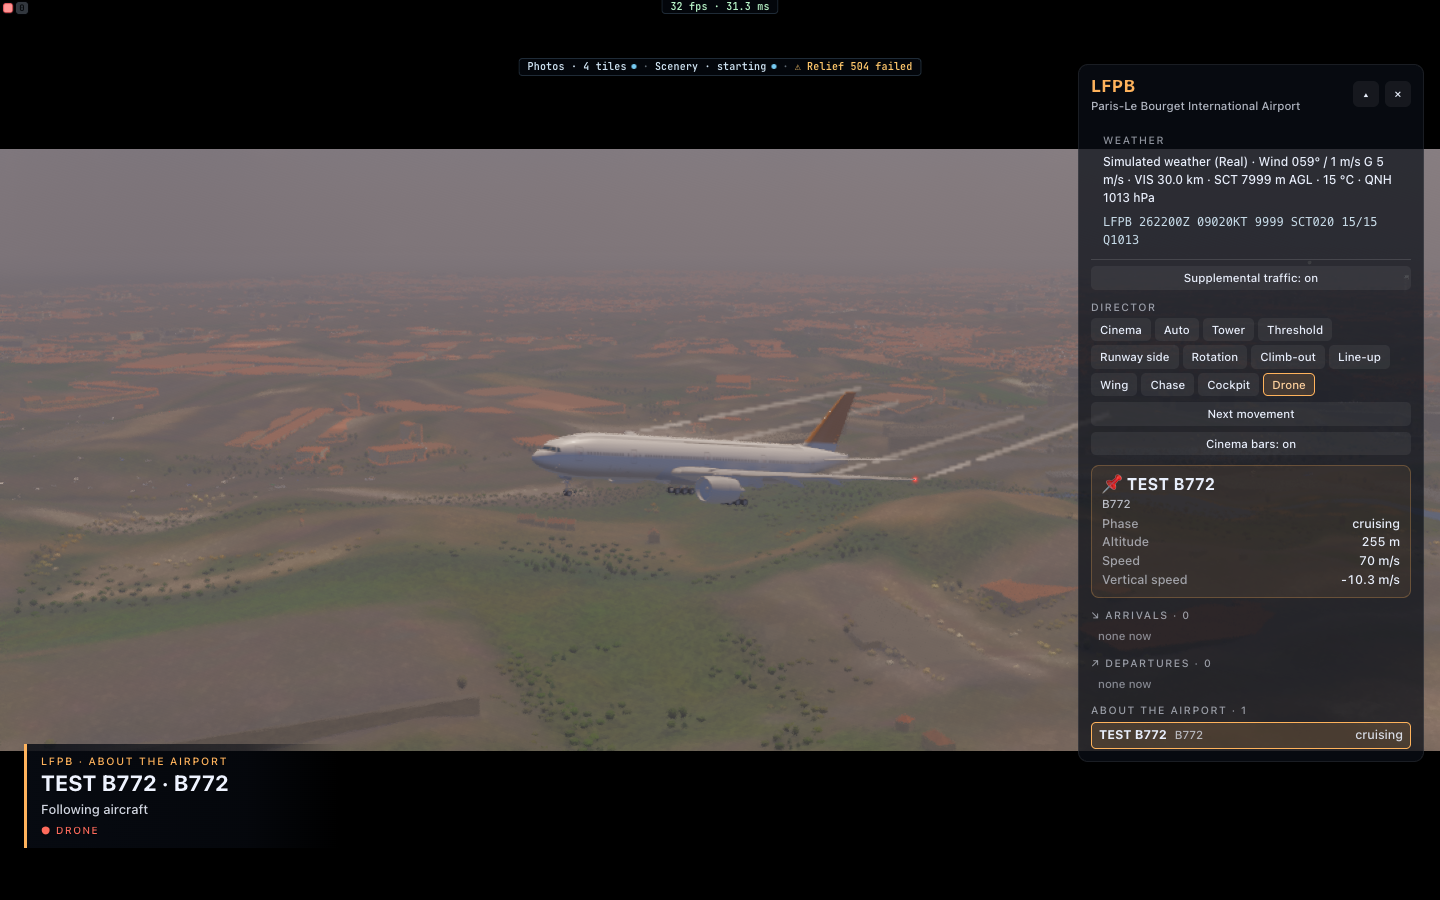 32 fps · 31.3 ms
Photos · 4 tiles · Scenery · starting · ⚠ Relief 504 failed
LFPB
Paris-Le Bourget International Airport
WEATHER
Simulated weather (Real) · Wind 059° / 1 m/s G 5
m/s · VIS 30.0 km · SCT 7999 m AGL · 15 °C · QNH
1013 hPa
LFPB 262200Z 09020KT 9999 SCT020 15/15
Q1013
Supplemental traffic: on
DIRECTOR
Cinema Auto Tower Threshold
Runway side Rotation Climb-out Line-up
Wing Chase Cockpit Drone
Next movement
Cinema bars: on
📌 TEST B772
B772
Phase cruising
Altitude 255 m
Speed 70 m/s
Vertical speed -10.3 m/s
↘ ARRIVALS · 0
none now
↗ DEPARTURES · 0
none now
ABOUT THE AIRPORT · 1
TEST B772 B772 cruising
LFPB · ABOUT THE AIRPORT
TEST B772 · B772
Following aircraft
DRONE